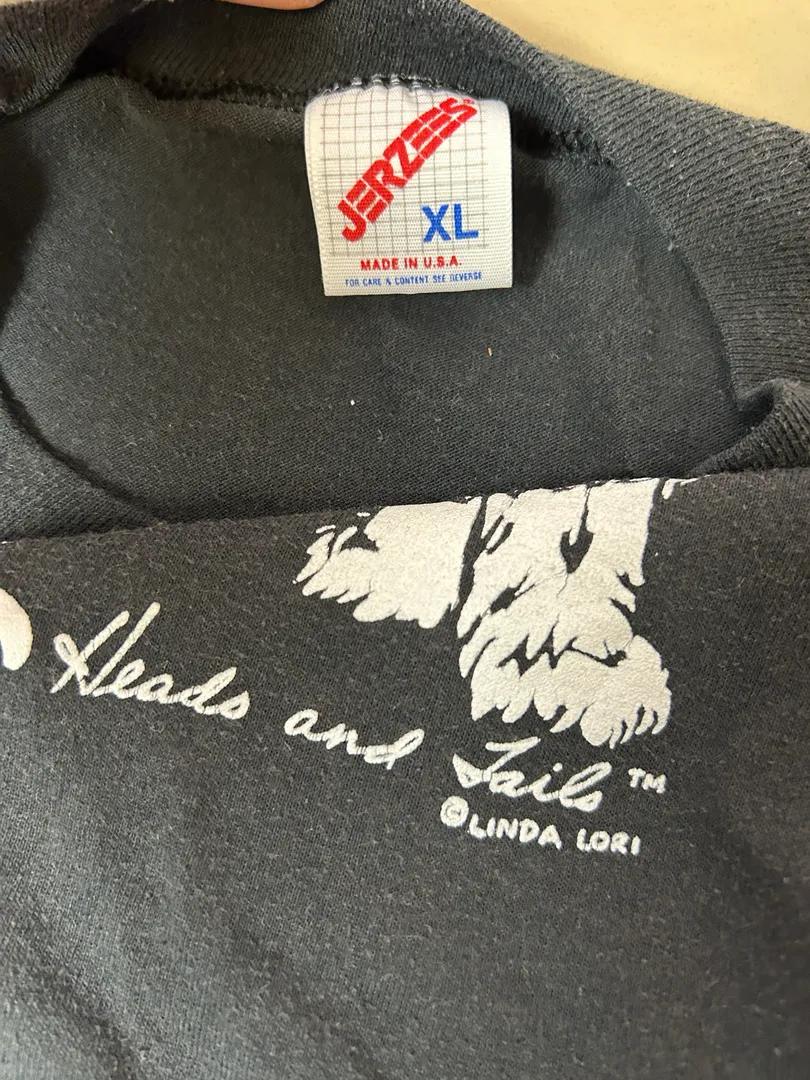 JERZEES
XL
MADE IN U.S.A.
FOR CARE & CONTENT SEE REVERSE
Heads and Tails™
©LINDA LORI